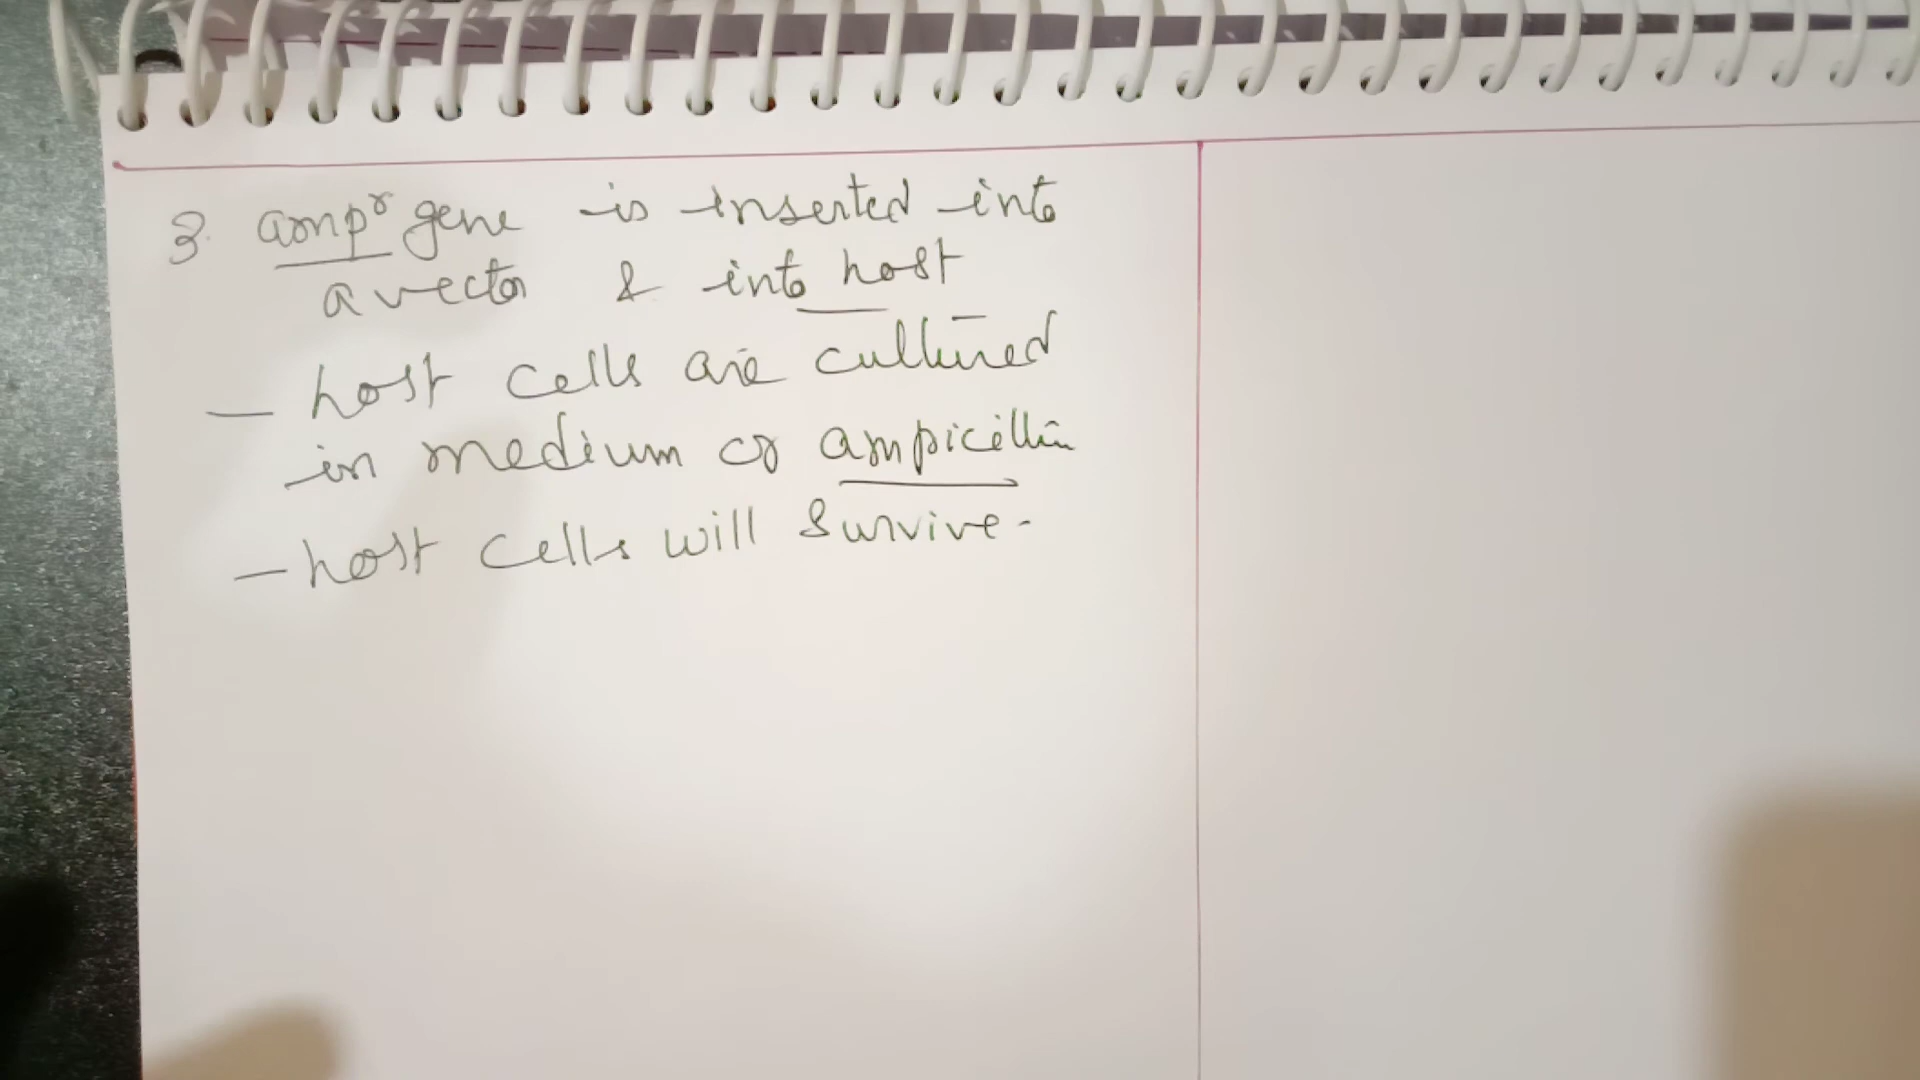 3. ampʳ gene is inserted into
a vector & into host
- host cells are cultured
in medium of ampicillin
- host cells will survive.